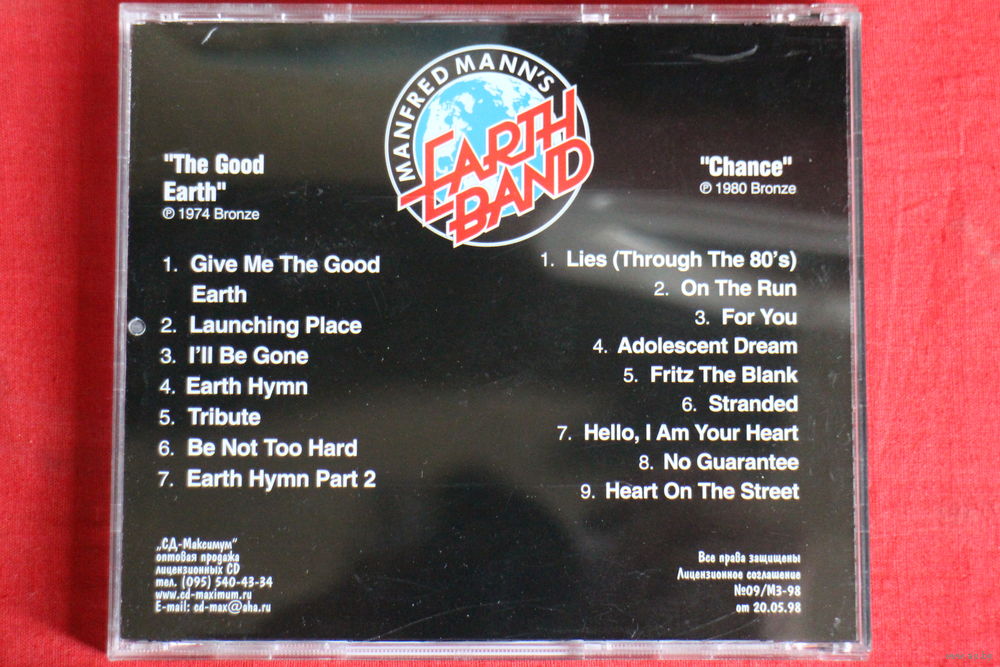 MANFRED MANN'S
EARTH
BAND
"The Good
Earth"
℗ 1974 Bronze
1. Give Me The Good
Earth
2. Launching Place
3. I'll Be Gone
4. Earth Hymn
5. Tribute
6. Be Not Too Hard
7. Earth Hymn Part 2
"Chance"
℗ 1980 Bronze
1. Lies (Through The 80's)
2. On The Run
3. For You
4. Adolescent Dream
5. Fritz The Blank
6. Stranded
7. Hello, I Am Your Heart
8. No Guarantee
9. Heart On The Street
„СД-Максимум"
оптовая продажа
лицензионных CD
тел. (095) 540-43-34
www.cd-maximum.ru
E-mail: cd-max@aha.ru
Все права защищены
Лицензионное соглашение
№09/МЗ-98
от 20.05.98